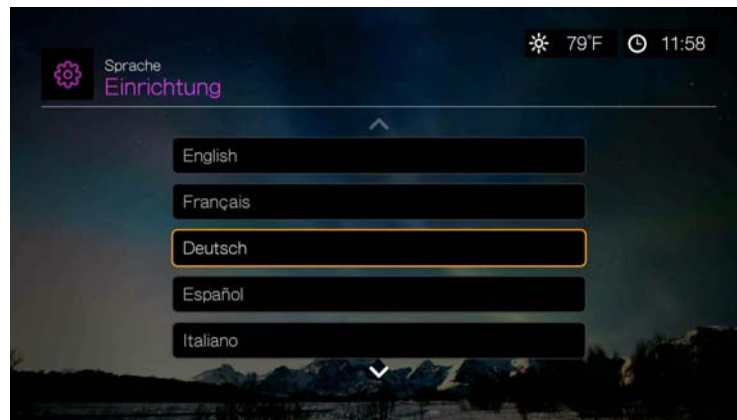 Sprache
Einrichtung
79°F 11:58
English
Français
Deutsch
Español
Italiano